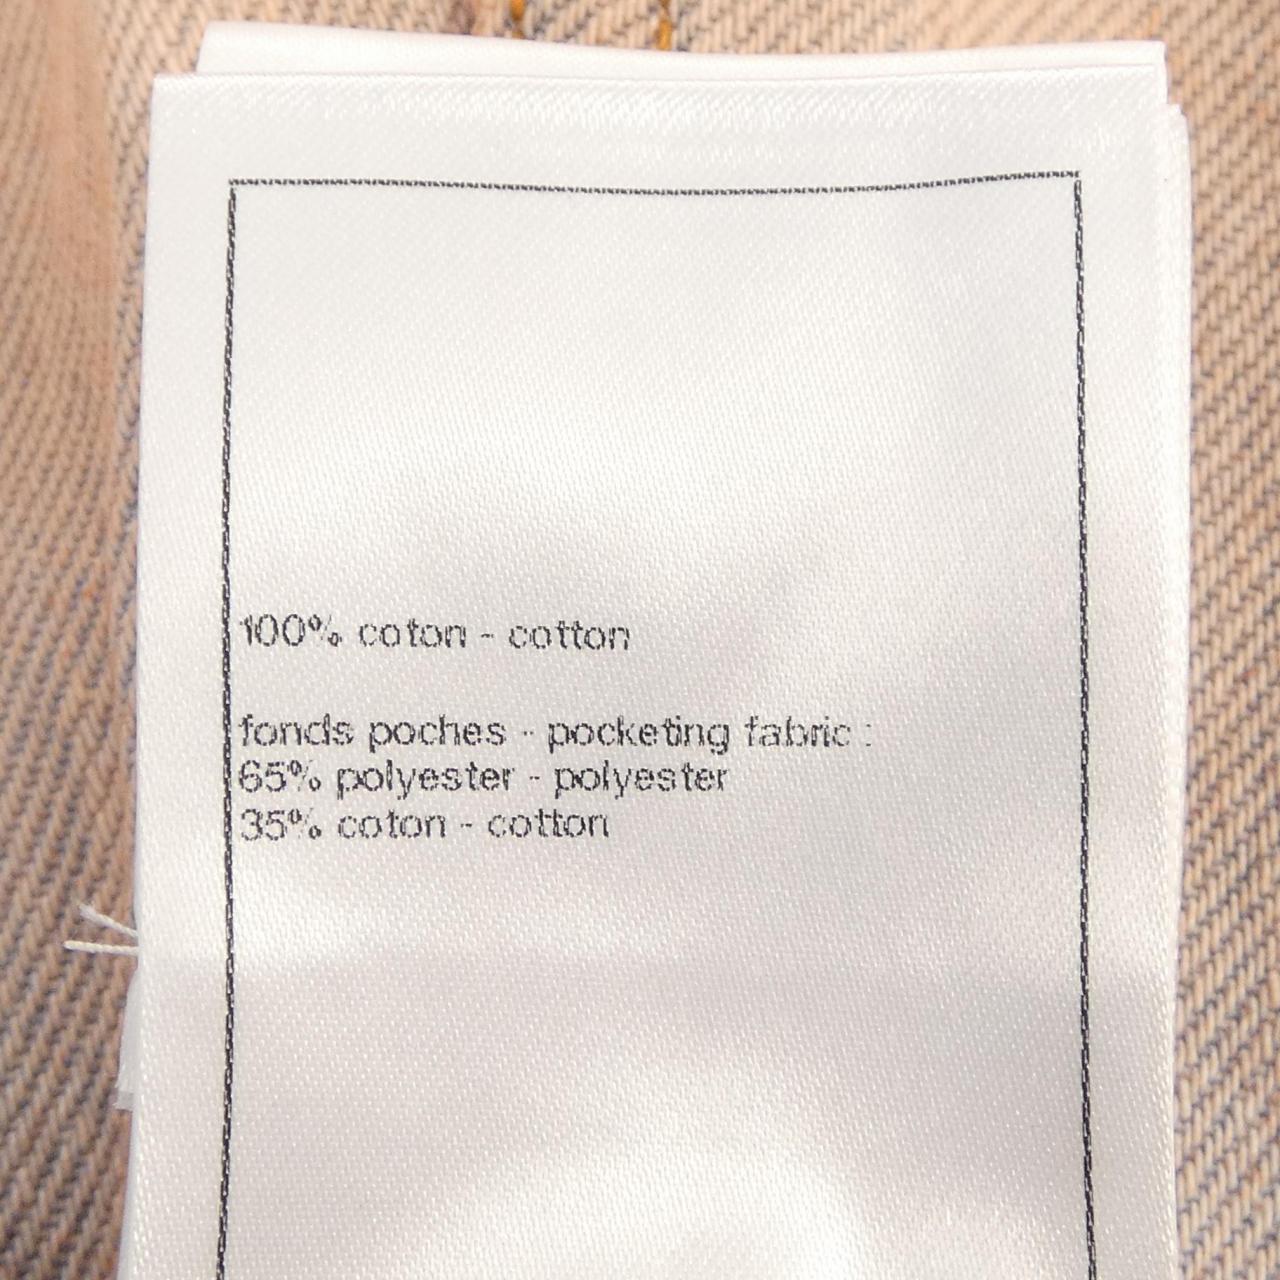 100% coton - cotton
fonds poches - pocketing fabric :
65% polyester - polyester
35% coton - cotton